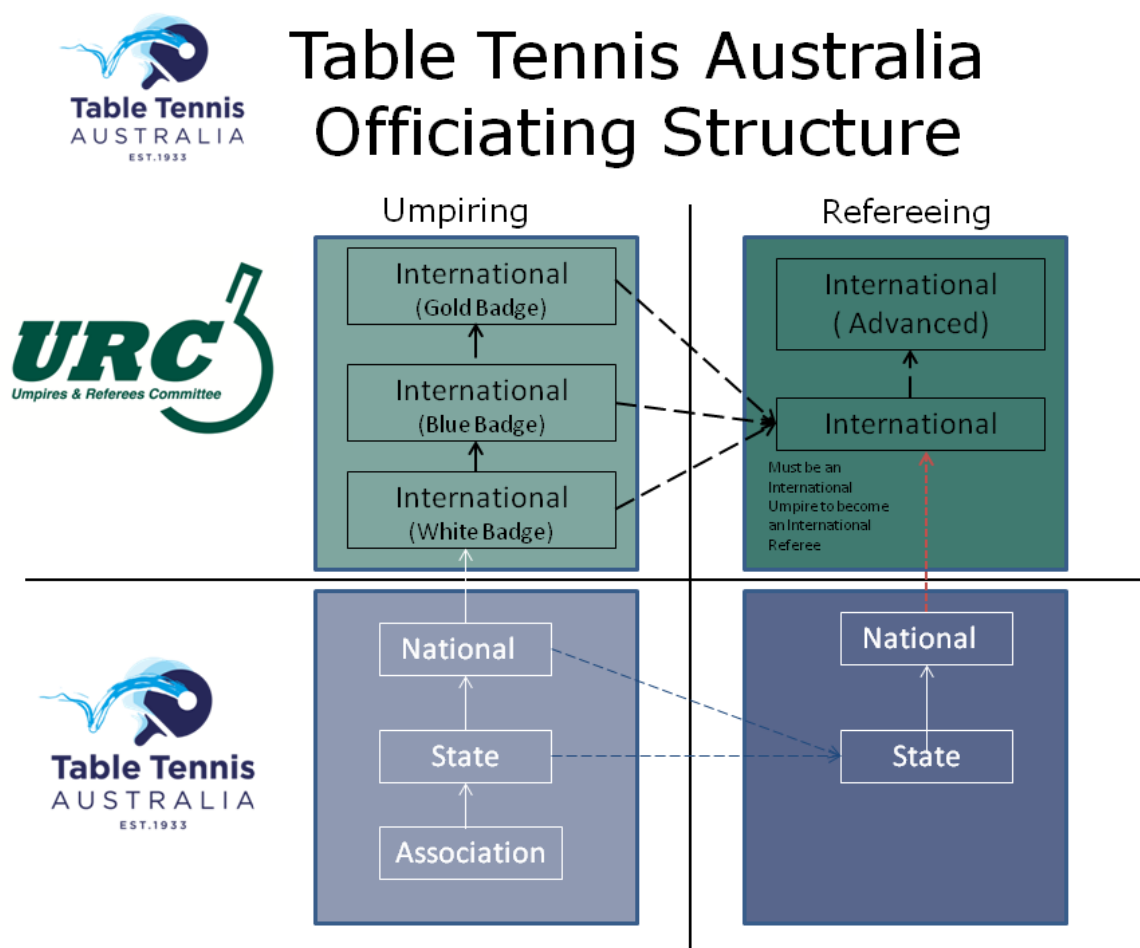 Table Tennis
AUSTRALIA
EST.1933
Table Tennis Australia
Officiating Structure
Umpiring
Refereeing
URC
Umpires & Referees Committee
International
(Gold Badge)
International
(Blue Badge)
International
(White Badge)
International
( Advanced)
International
Must be an
International
Umpire to become
an International
Referee
Table Tennis
AUSTRALIA
EST.1933
National
State
Association
National
State